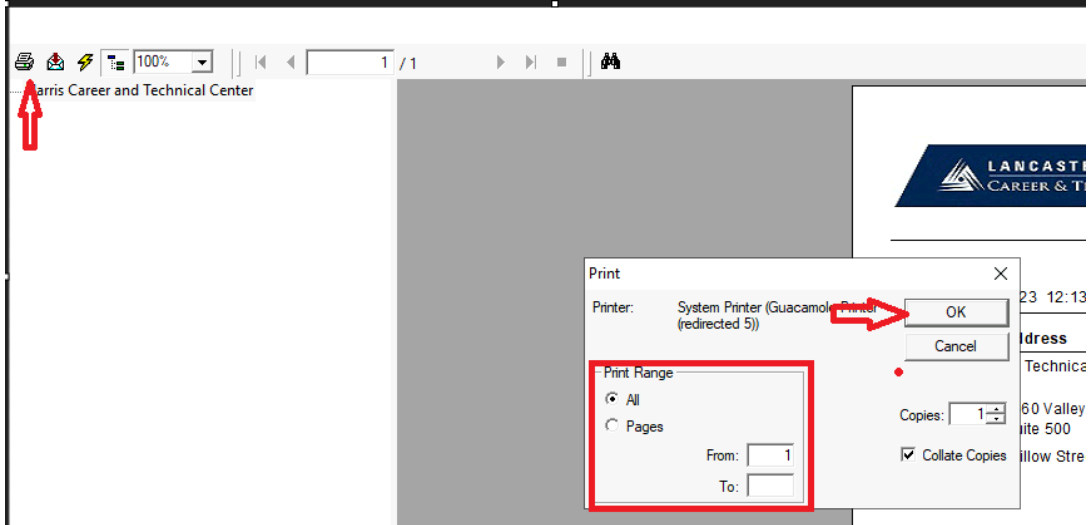 100%
1 / 1
arris Career and Technical Center
LANCASTE
CAREER & TE
Print
Printer:
System Printer (Guacamole Printer
(redirected 5))
OK
Cancel
Print Range
All
Pages
From: 1
To:
Copies: 1
Collate Copies
23 12:13
ldress
Technica
60 Valley
ite 500
illow Stre